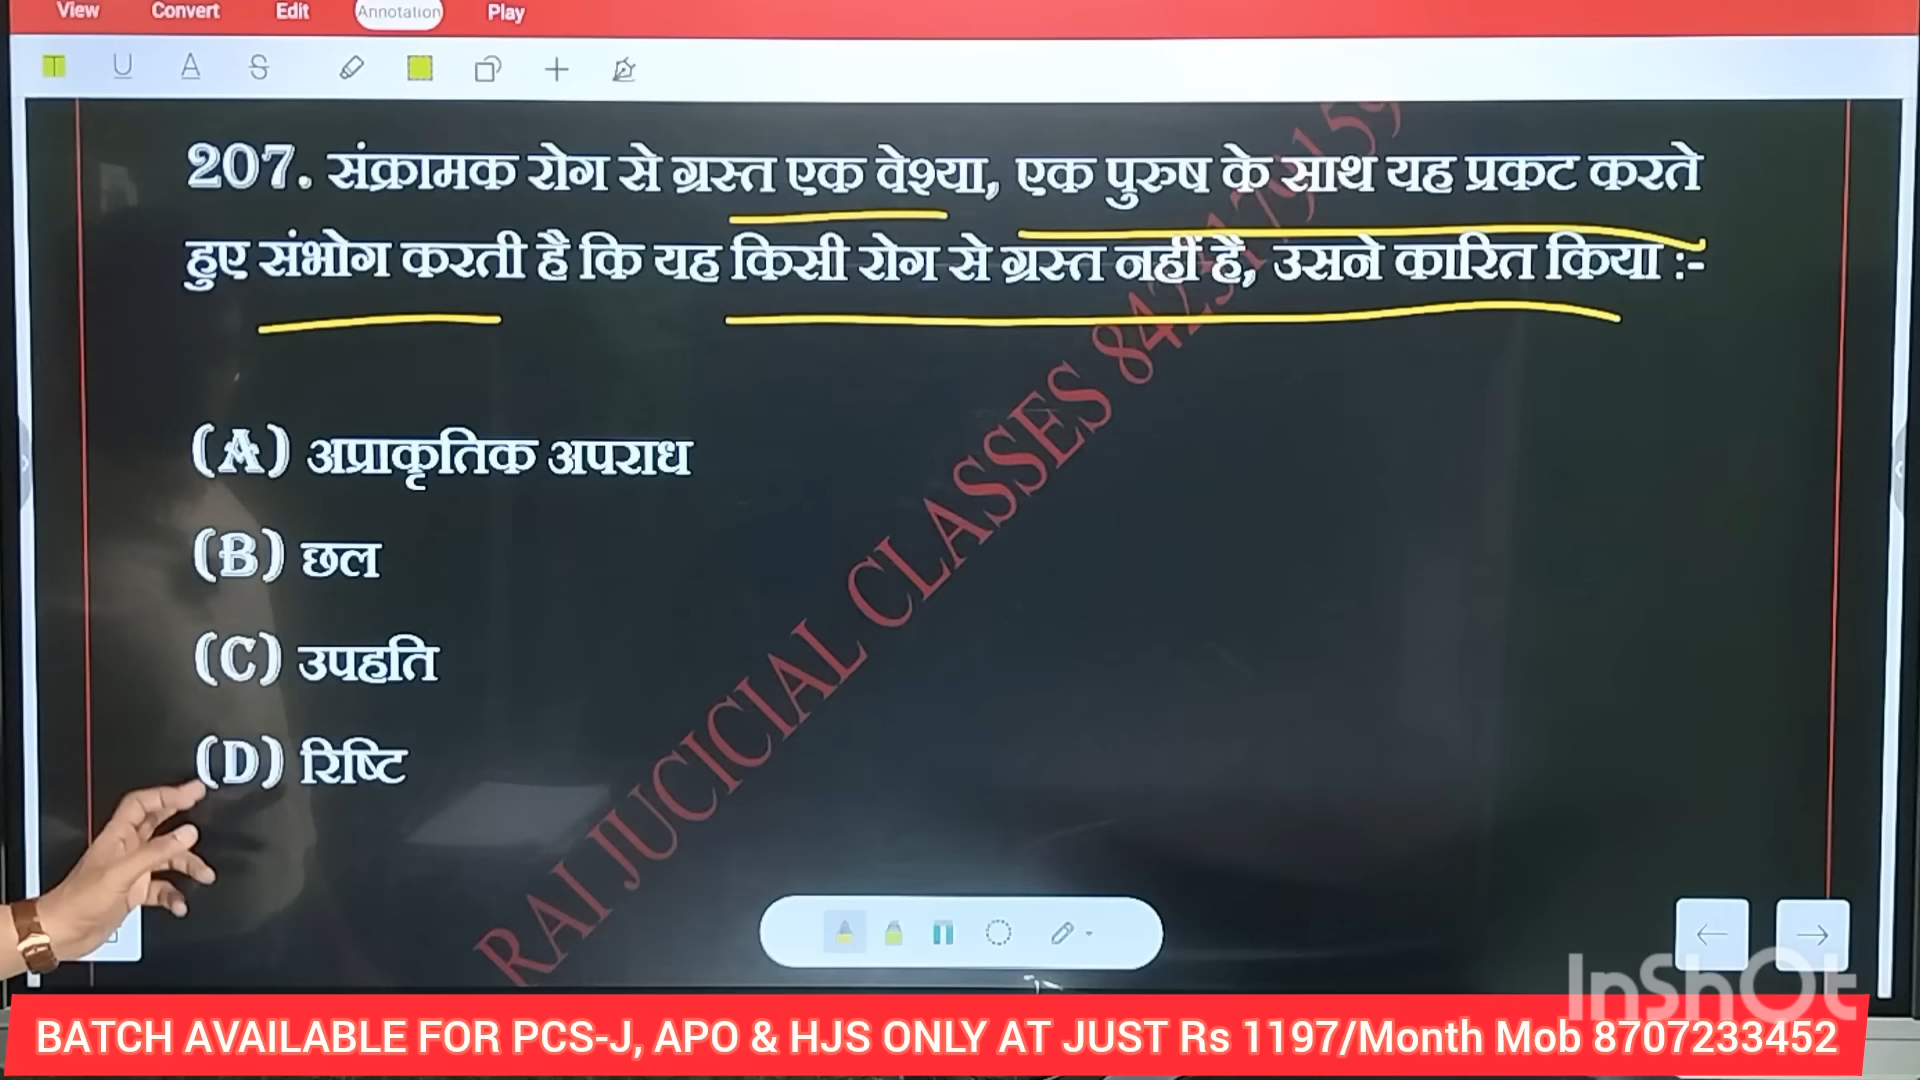 View Convert Edit Annotation Play
207. संक्रामक रोग से ग्रस्त एक वेश्या, एक पुरुष के साथ यह प्रकट करते
हुए संभोग करती है कि यह किसी रोग से ग्रस्त नहीं है, उसने कारित किया :-
(A) अप्राकृतिक अपराध
(B) छल
(C) उपहति
(D) रिष्टि
RAI JUCICIAL CLASSES 8423179159
InShOt
BATCH AVAILABLE FOR PCS-J, APO & HJS ONLY AT JUST Rs 1197/Month Mob 8707233452